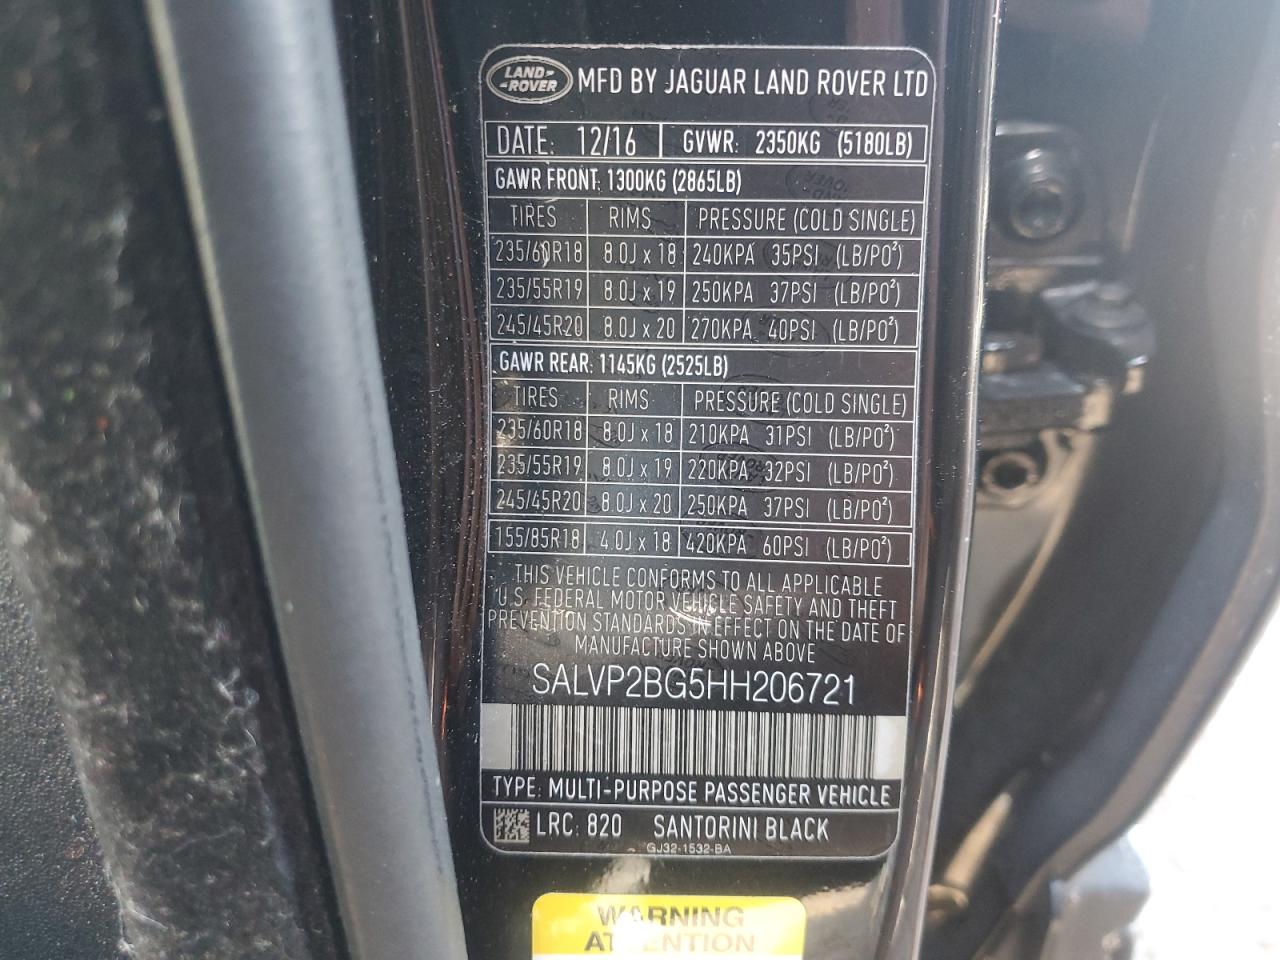 LAND- -ROVER MFD BY JAGUAR LAND ROVER LTD
DATE: 12/16 GVWR: 2350KG (5180LB)
GAWR FRONT: 1300KG (2865LB)
TIRES RIMS PRESSURE (COLD SINGLE)
235/60R18 8.0J x 18 240KPA 35PSI (LB/PO²)
235/55R19 8.0J x 19 250KPA 37PSI (LB/PO²)
245/45R20 8.0J x 20 270KPA 40PSI (LB/PO²)
GAWR REAR: 1145KG (2525LB)
TIRES RIMS PRESSURE (COLD SINGLE)
235/60R18 8.0J x 18 210KPA 31PSI (LB/PO²)
235/55R19 8.0J x 19 220KPA 32PSI (LB/PO²)
245/45R20 8.0J x 20 250KPA 37PSI (LB/PO²)
155/85R18 4.0J x 18 420KPA 60PSI (LB/PO²)
THIS VEHICLE CONFORMS TO ALL APPLICABLE
U.S. FEDERAL MOTOR VEHICLE SAFETY AND THEFT
PREVENTION STANDARDS IN EFFECT ON THE DATE OF
MANUFACTURE SHOWN ABOVE
SALVP2BG5HH206721
TYPE: MULTI-PURPOSE PASSENGER VEHICLE
LRC: 820 SANTORINI BLACK
GJ32-1532-BA
WARNING
ATTENTION